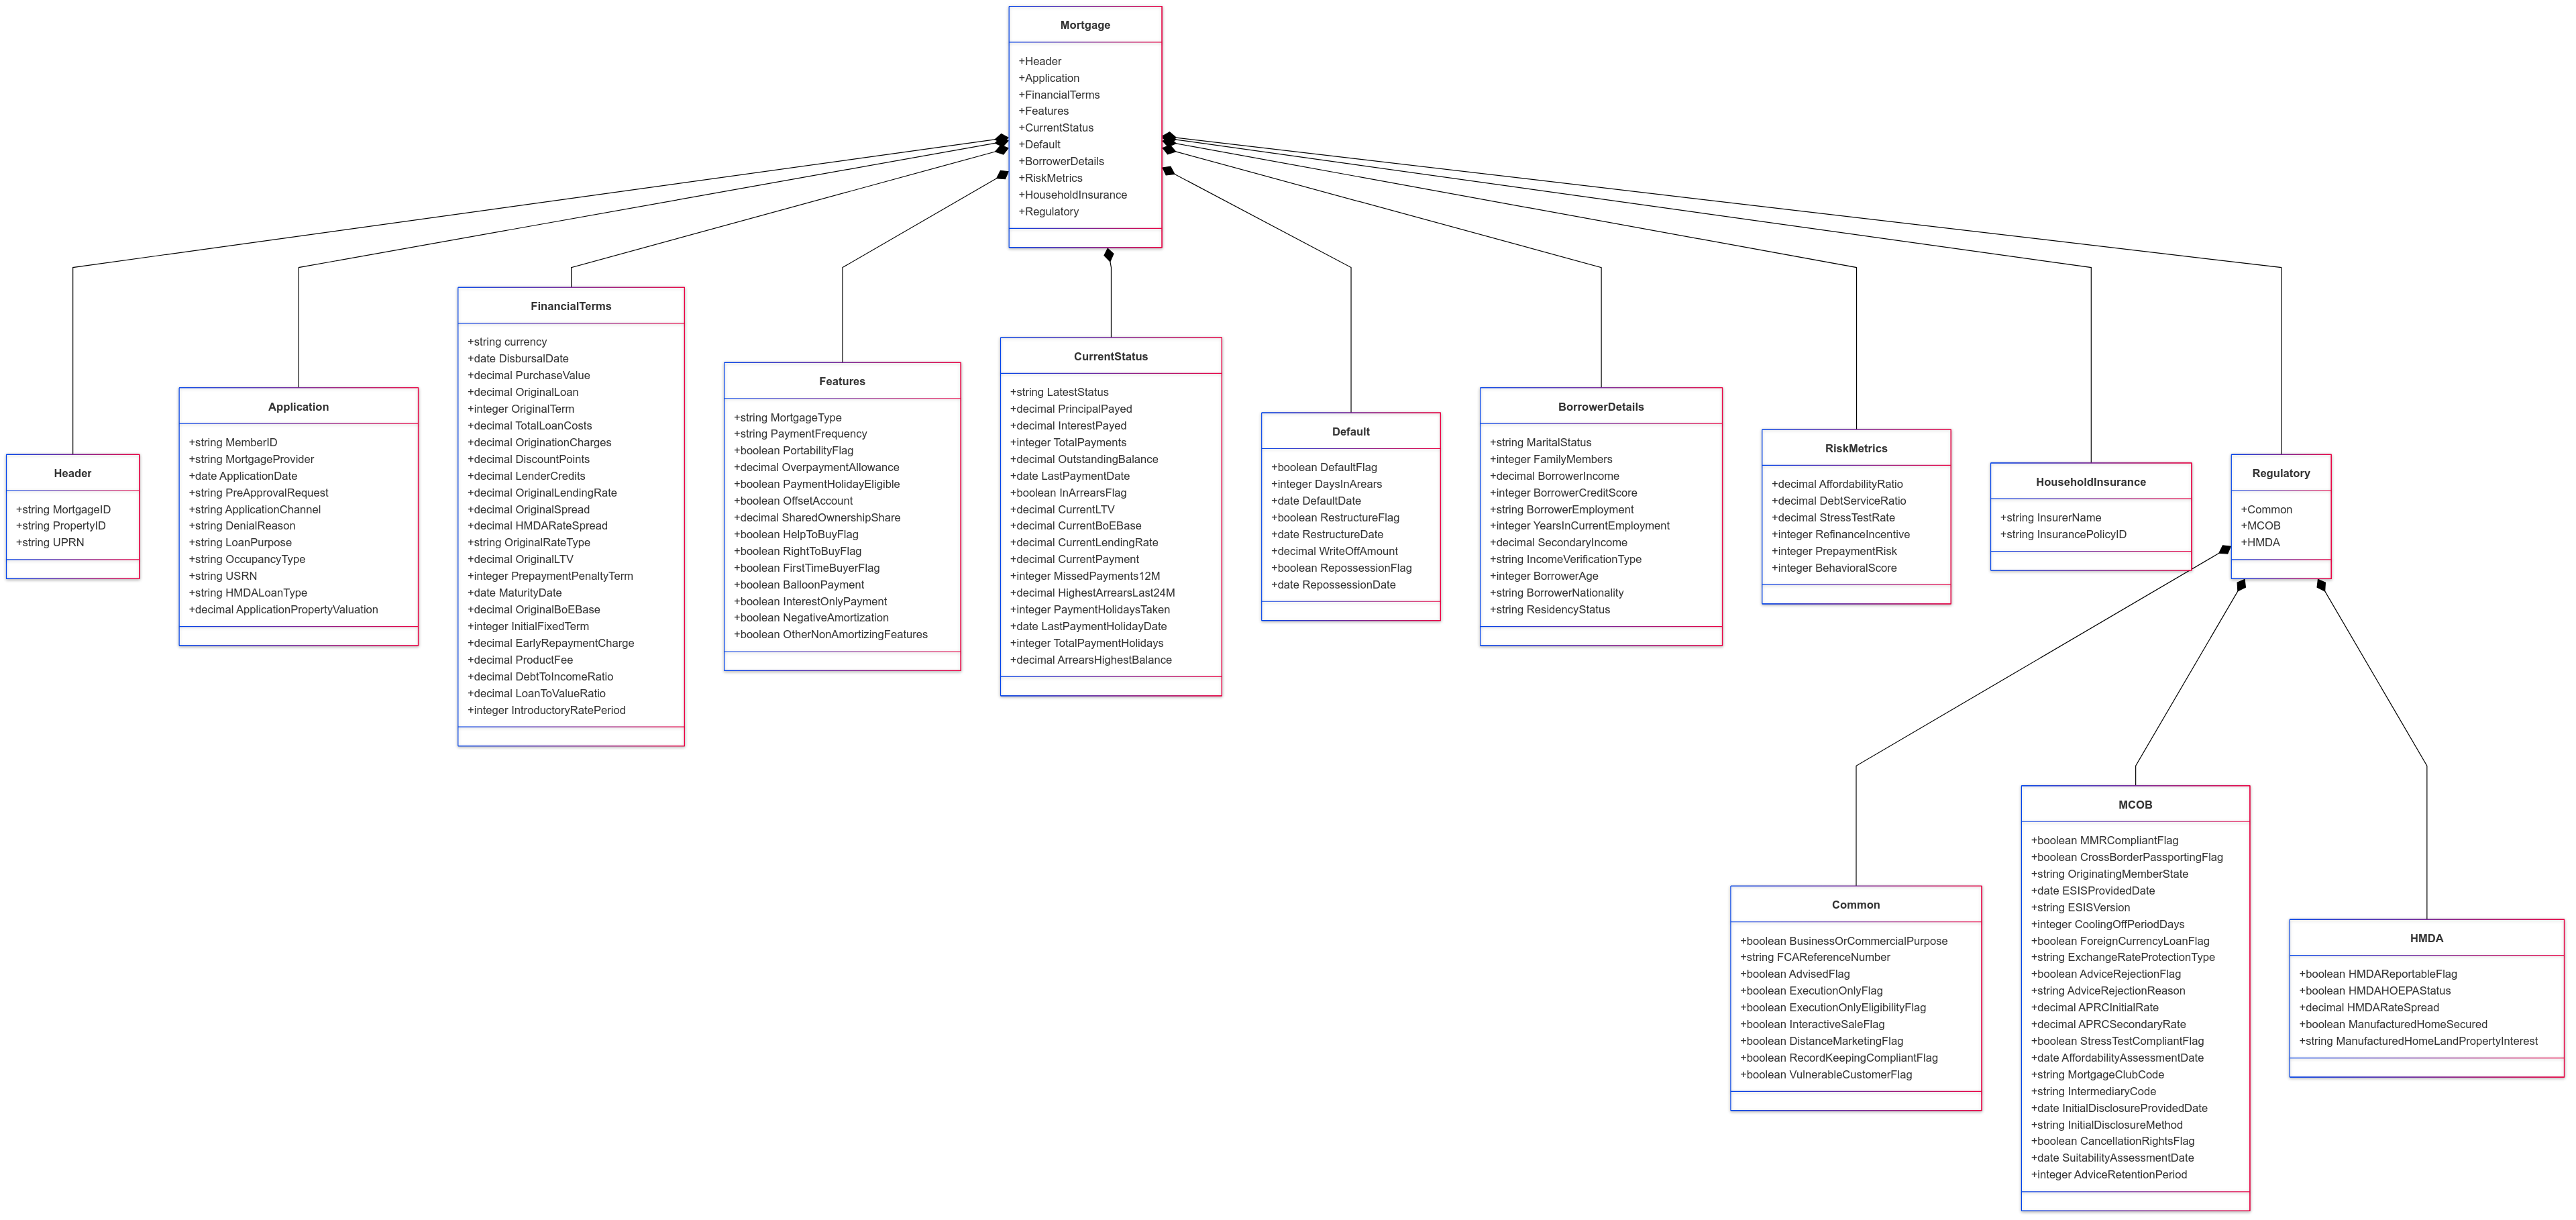 Mortgage
+Header
+Application
+FinancialTerms
+Features
+CurrentStatus
+Default
+BorrowerDetails
+RiskMetrics
+HouseholdInsurance
+Regulatory
Header
+string MortgageID
+string PropertyID
+string UPRN
Application
+string MemberID
+string MortgageProvider
+date ApplicationDate
+string PreApprovalRequest
+string ApplicationChannel
+string DenialReason
+string LoanPurpose
+string OccupancyType
+string USRN
+string HMDALoanType
+decimal ApplicationPropertyValuation
FinancialTerms
+string currency
+date DisbursalDate
+decimal PurchaseValue
+decimal OriginalLoan
+integer OriginalTerm
+decimal TotalLoanCosts
+decimal OriginationCharges
+decimal DiscountPoints
+decimal LenderCredits
+decimal OriginalLendingRate
+decimal OriginalSpread
+decimal HMDARateSpread
+string OriginalRateType
+decimal OriginalLTV
+integer PrepaymentPenaltyTerm
+date MaturityDate
+decimal OriginalBoEBase
+integer InitialFixedTerm
+decimal EarlyRepaymentCharge
+decimal ProductFee
+decimal DebtToIncomeRatio
+decimal LoanToValueRatio
+integer IntroductoryRatePeriod
Features
+string MortgageType
+string PaymentFrequency
+boolean PortabilityFlag
+decimal OverpaymentAllowance
+boolean PaymentHolidayEligible
+boolean OffsetAccount
+decimal SharedOwnershipShare
+boolean HelpToBuyFlag
+boolean RightToBuyFlag
+boolean FirstTimeBuyerFlag
+boolean BalloonPayment
+boolean InterestOnlyPayment
+boolean NegativeAmortization
+boolean OtherNonAmortizingFeatures
CurrentStatus
+string LatestStatus
+decimal PrincipalPayed
+decimal InterestPayed
+integer TotalPayments
+decimal OutstandingBalance
+date LastPaymentDate
+boolean InArrearsFlag
+decimal CurrentLTV
+decimal CurrentBoEBase
+decimal CurrentLendingRate
+decimal CurrentPayment
+integer MissedPayments12M
+decimal HighestArrearsLast24M
+integer PaymentHolidaysTaken
+date LastPaymentHolidayDate
+integer TotalPaymentHolidays
+decimal ArrearsHighestBalance
Default
+boolean DefaultFlag
+integer DaysInArears
+date DefaultDate
+boolean RestructureFlag
+date RestructureDate
+decimal WriteOffAmount
+boolean RepossessionFlag
+date RepossessionDate
BorrowerDetails
+string MaritalStatus
+integer FamilyMembers
+decimal BorrowerIncome
+integer BorrowerCreditScore
+string BorrowerEmployment
+integer YearsInCurrentEmployment
+decimal SecondaryIncome
+string IncomeVerificationType
+integer BorrowerAge
+string BorrowerNationality
+string ResidencyStatus
RiskMetrics
+decimal AffordabilityRatio
+decimal DebtServiceRatio
+decimal StressTestRate
+integer RefinanceIncentive
+integer PrepaymentRisk
+integer BehavioralScore
HouseholdInsurance
+string InsurerName
+string InsurancePolicyID
Regulatory
+Common
+MCOB
+HMDA
Common
+boolean BusinessOrCommercialPurpose
+string FCAReferenceNumber
+boolean AdvisedFlag
+boolean ExecutionOnlyFlag
+boolean ExecutionOnlyEligibilityFlag
+boolean InteractiveSaleFlag
+boolean DistanceMarketingFlag
+boolean RecordKeepingCompliantFlag
+boolean VulnerableCustomerFlag
MCOB
+boolean MMRCompliantFlag
+boolean CrossBorderPassportingFlag
+string OriginatingMemberState
+date ESISProvidedDate
+string ESISVersion
+integer CoolingOffPeriodDays
+boolean ForeignCurrencyLoanFlag
+string ExchangeRateProtectionType
+boolean AdviceRejectionFlag
+string AdviceRejectionReason
+decimal APRCInitialRate
+decimal APRCSecondaryRate
+boolean StressTestCompliantFlag
+date AffordabilityAssessmentDate
+string MortgageClubCode
+string IntermediaryCode
+date InitialDisclosureProvidedDate
+string InitialDisclosureMethod
+boolean CancellationRightsFlag
+date SuitabilityAssessmentDate
+integer AdviceRetentionPeriod
HMDA
+boolean HMDAReportableFlag
+boolean HMDAHOEPAStatus
+decimal HMDARateSpread
+boolean ManufacturedHomeSecured
+string ManufacturedHomeLandPropertyInterest